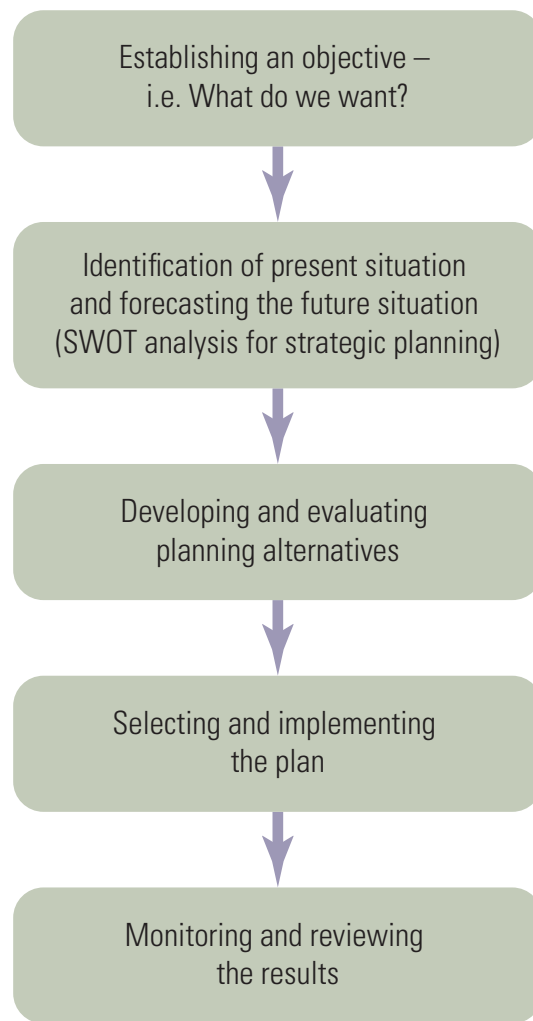 Establishing an objective –
i.e. What do we want?
Identification of present situation
and forecasting the future situation
(SWOT analysis for strategic planning)
Developing and evaluating
planning alternatives
Selecting and implementing
the plan
Monitoring and reviewing
the results